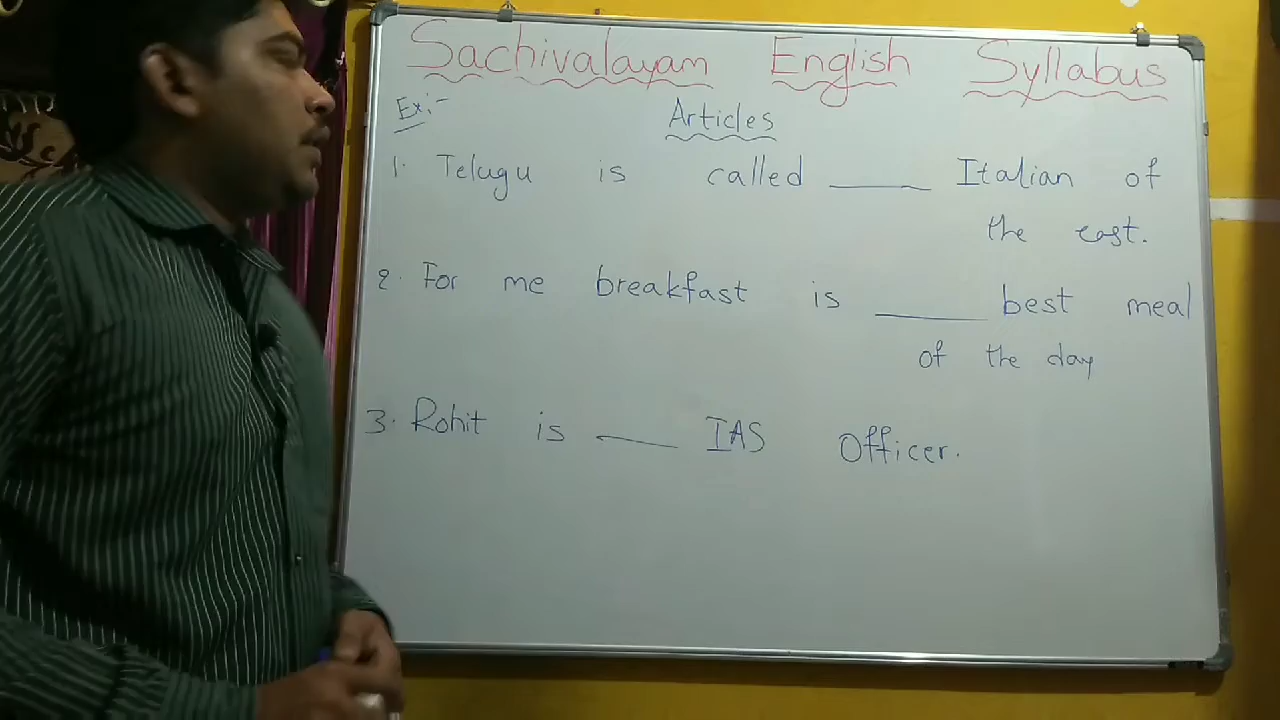 Sachivalayam English Syllabus
Ex:-
Articles
1. Telugu is called ____ Italian of
the east.
2. For me breakfast is ____ best meal
of the day
3. Rohit is ____ IAS Officer.